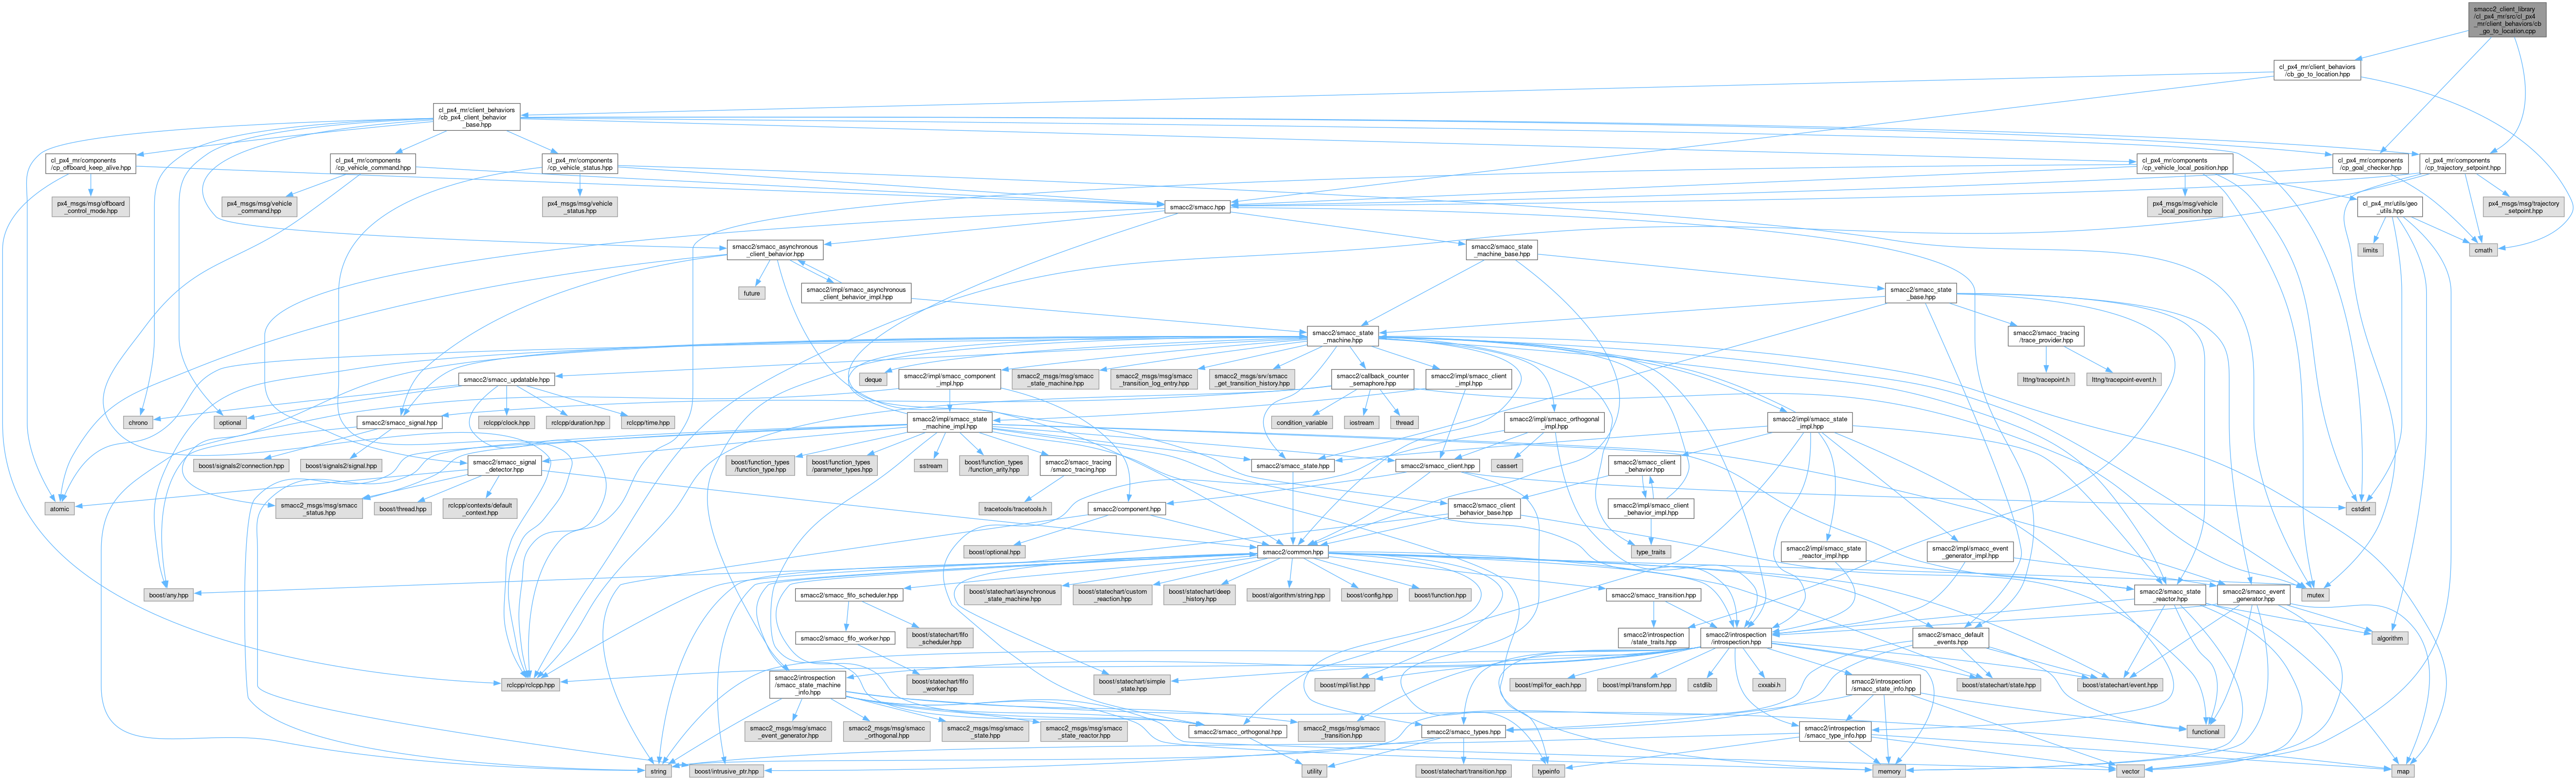 smacc2_client_library
/cl_px4_mr/src/cl_px4
_mr/client_behaviors/cb
_go_to_location.cpp
cl_px4_mr/client_behaviors
/cb_go_to_location.hpp
cl_px4_mr/client_behaviors
/cb_px4_client_behavior
_base.hpp
cl_px4_mr/components
/cp_offboard_keep_alive.hpp
cl_px4_mr/components
/cp_vehicle_command.hpp
cl_px4_mr/components
/cp_vehicle_status.hpp
cl_px4_mr/components
/cp_vehicle_local_position.hpp
cl_px4_mr/components
/cp_goal_checker.hpp
cl_px4_mr/components
/cp_trajectory_setpoint.hpp
px4_msgs/msg/offboard
_control_mode.hpp
px4_msgs/msg/vehicle
_command.hpp
px4_msgs/msg/vehicle
_status.hpp
smacc2/smacc.hpp
px4_msgs/msg/vehicle
_local_position.hpp
cl_px4_mr/utils/geo
_utils.hpp
px4_msgs/msg/trajectory
_setpoint.hpp
smacc2/smacc_asynchronous
_client_behavior.hpp
smacc2/smacc_state
_machine_base.hpp
limits
cmath
future
smacc2/impl/smacc_asynchronous
_client_behavior_impl.hpp
smacc2/smacc_state
_base.hpp
smacc2/smacc_state
_machine.hpp
smacc2/smacc_tracing
/trace_provider.hpp
smacc2/smacc_updatable.hpp
deque
smacc2/impl/smacc_component
_impl.hpp
smacc2_msgs/msg/smacc
_state_machine.hpp
smacc2_msgs/msg/smacc
_transition_log_entry.hpp
smacc2_msgs/srv/smacc
_get_transition_history.hpp
smacc2/callback_counter
_semaphore.hpp
smacc2/impl/smacc_client
_impl.hpp
lttng/tracepoint.h
lttng/tracepoint-event.h
chrono
optional
smacc2/smacc_signal.hpp
rclcpp/clock.hpp
rclcpp/duration.hpp
rclcpp/time.hpp
smacc2/impl/smacc_state
_machine_impl.hpp
condition_variable
iostream
thread
smacc2/impl/smacc_orthogonal
_impl.hpp
smacc2/impl/smacc_state
_impl.hpp
boost/signals2/connection.hpp
boost/signals2/signal.hpp
smacc2/smacc_signal
_detector.hpp
boost/function_types
/function_type.hpp
boost/function_types
/parameter_types.hpp
sstream
boost/function_types
/function_arity.hpp
smacc2/smacc_tracing
/smacc_tracing.hpp
smacc2/smacc_state.hpp
smacc2/smacc_client.hpp
cassert
smacc2/smacc_client
_behavior.hpp
atomic
smacc2_msgs/msg/smacc
_status.hpp
boost/thread.hpp
rclcpp/contexts/default
_context.hpp
tracetools/tracetools.h
smacc2/component.hpp
smacc2/smacc_client
_behavior_base.hpp
smacc2/impl/smacc_client
_behavior_impl.hpp
cstdint
boost/optional.hpp
smacc2/common.hpp
type_traits
smacc2/impl/smacc_state
_reactor_impl.hpp
smacc2/impl/smacc_event
_generator_impl.hpp
boost/any.hpp
smacc2/smacc_fifo_scheduler.hpp
boost/statechart/asynchronous
_state_machine.hpp
boost/statechart/custom
_reaction.hpp
boost/statechart/deep
_history.hpp
boost/algorithm/string.hpp
boost/config.hpp
boost/function.hpp
smacc2/smacc_transition.hpp
smacc2/smacc_state
_reactor.hpp
smacc2/smacc_event
_generator.hpp
mutex
smacc2/smacc_fifo_worker.hpp
boost/statechart/fifo
_scheduler.hpp
smacc2/introspection
/state_traits.hpp
smacc2/introspection
/introspection.hpp
smacc2/smacc_default
_events.hpp
algorithm
rclcpp/rclcpp.hpp
smacc2/introspection
/smacc_state_machine
_info.hpp
boost/statechart/fifo
_worker.hpp
boost/statechart/simple
_state.hpp
boost/mpl/list.hpp
boost/mpl/for_each.hpp
boost/mpl/transform.hpp
cstdlib
cxxabi.h
smacc2/introspection
/smacc_state_info.hpp
boost/statechart/state.hpp
boost/statechart/event.hpp
smacc2_msgs/msg/smacc
_event_generator.hpp
smacc2_msgs/msg/smacc
_orthogonal.hpp
smacc2_msgs/msg/smacc
_state.hpp
smacc2_msgs/msg/smacc
_state_reactor.hpp
smacc2/smacc_orthogonal.hpp
smacc2_msgs/msg/smacc
_transition.hpp
smacc2/smacc_types.hpp
smacc2/introspection
/smacc_type_info.hpp
functional
string
boost/intrusive_ptr.hpp
utility
boost/statechart/transition.hpp
typeinfo
memory
vector
map